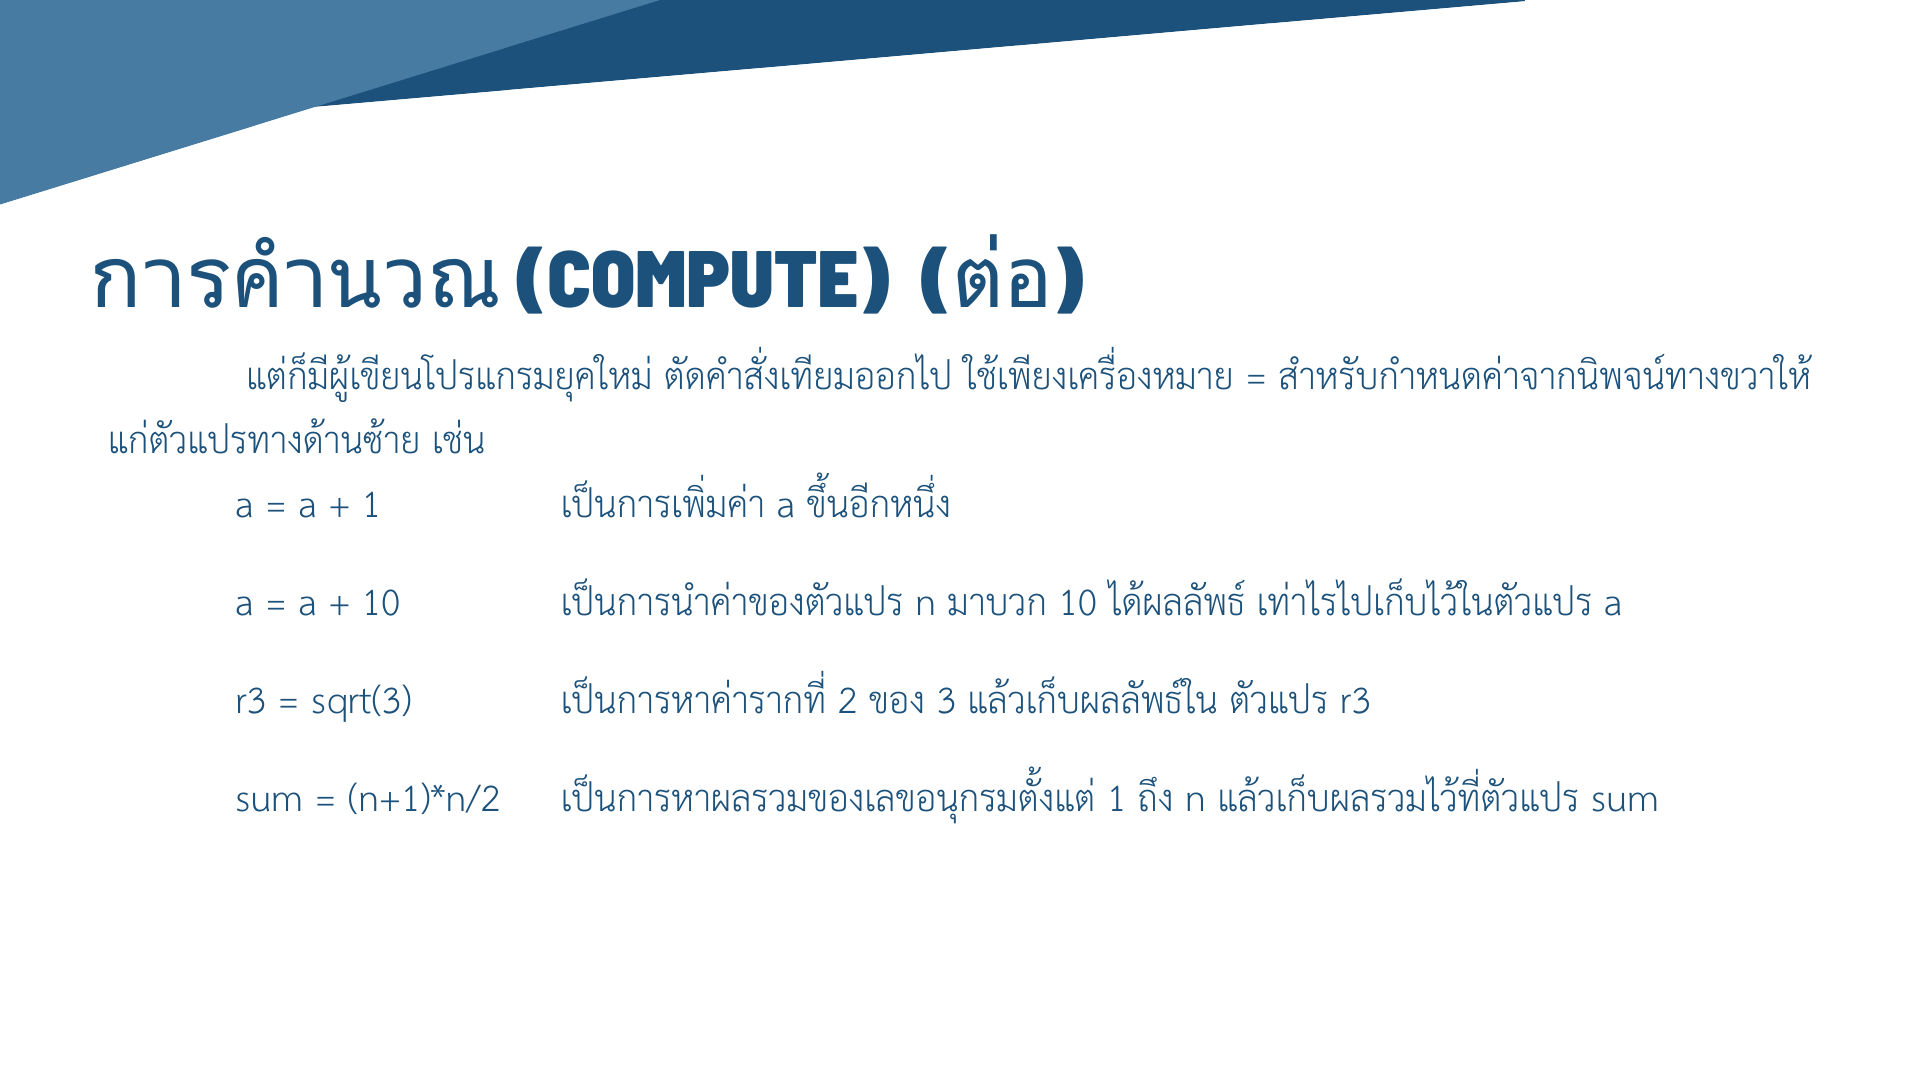 การคำนวณ (COMPUTE) (ต่อ)
แต่ก็มีผู้เขียนโปรแกรมยุคใหม่ ตัดคำสั่งเทียมออกไป ใช้เพียงเครื่องหมาย = สำหรับกำหนดค่าจากนิพจน์ทางขวาให้
แก่ตัวแปรทางด้านซ้าย เช่น
a = a + 1 เป็นการเพิ่มค่า a ขึ้นอีกหนึ่ง
a = a + 10 เป็นการนำค่าของตัวแปร n มาบวก 10 ได้ผลลัพธ์ เท่าไรไปเก็บไว้ในตัวแปร a
r3 = sqrt(3) เป็นการหาค่ารากที่ 2 ของ 3 แล้วเก็บผลลัพธ์ใน ตัวแปร r3
sum = (n+1)*n/2 เป็นการหาผลรวมของเลขอนุกรมตั้งแต่ 1 ถึง n แล้วเก็บผลรวมไว้ที่ตัวแปร sum